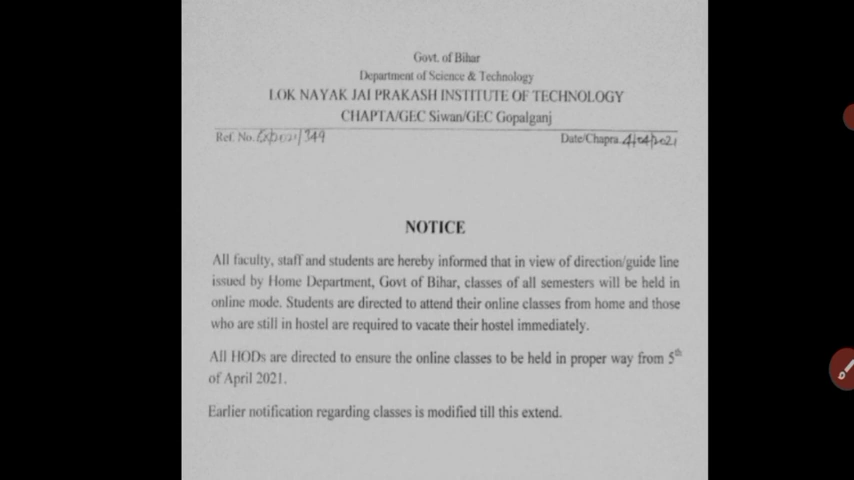 Govt. of Bihar
Department of Science & Technology
LOK NAYAK JAI PRAKASH INSTITUTE OF TECHNOLOGY
CHAPTA/GEC Siwan/GEC Gopalganj
Ref. No. /349 Date/Chapra 4/04/2021
NOTICE
All faculty, staff and students are hereby informed that in view of direction/guide line
issued by Home Department, Govt of Bihar, classes of all semesters will be held in
online mode. Students are directed to attend their online classes from home and those
who are still in hostel are required to vacate their hostel immediately.
All HODs are directed to ensure the online classes to be held in proper way from 5th
of April 2021.
Earlier notification regarding classes is modified till this extend.